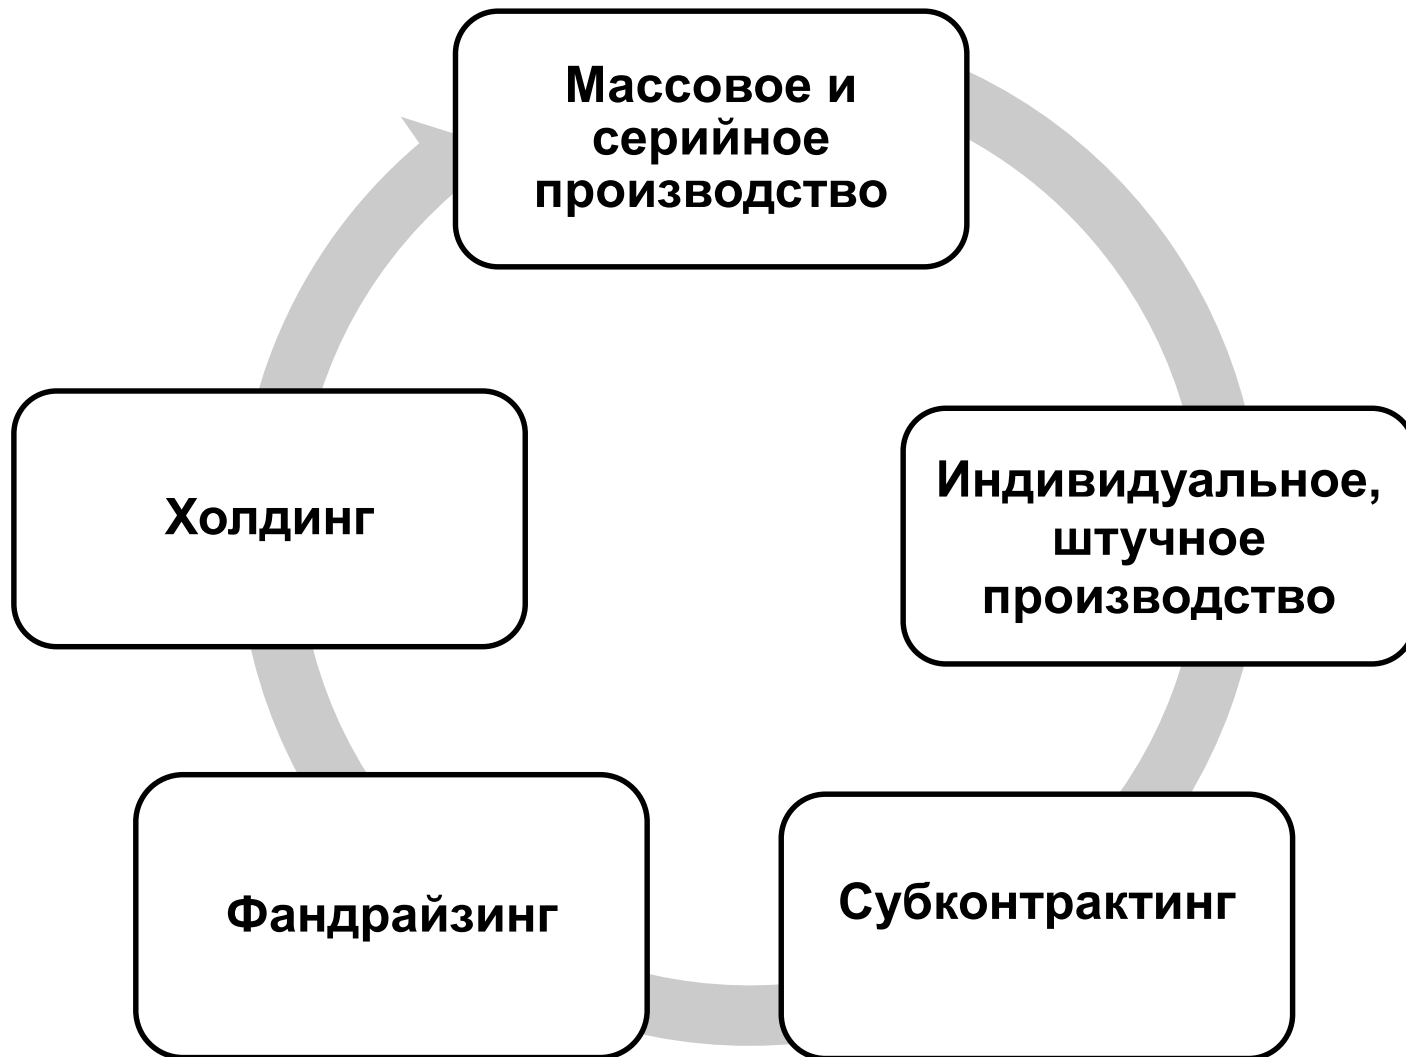 Массовое и
серийное
производство
Индивидуальное,
штучное
производство
Субконтрактинг
Фандрайзинг
Холдинг